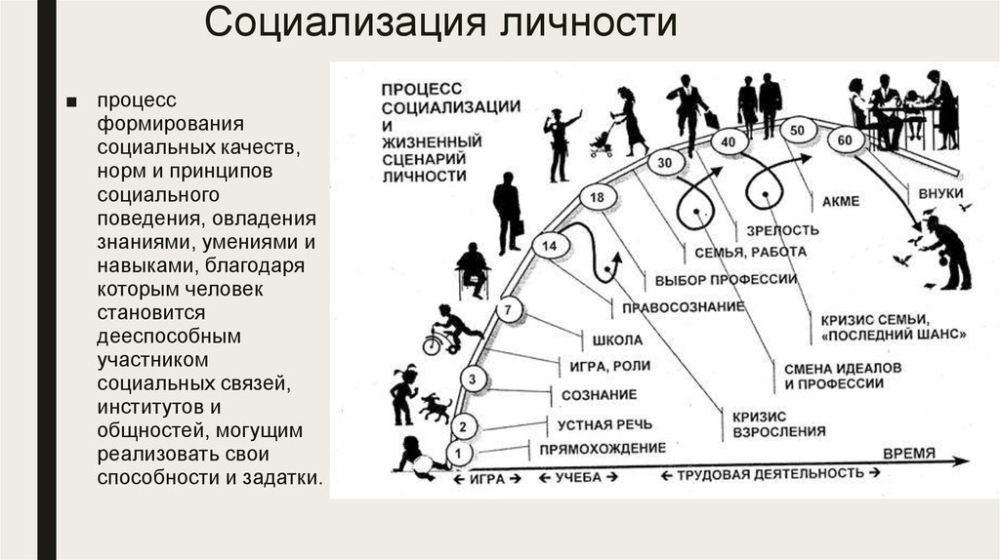 Социализация личности
■ процесс
формирования
социальных качеств,
норм и принципов
социального
поведения, овладения
знаниями, умениями и
навыками, благодаря
которым человек
становится
дееспособным
участником
социальных связей,
институтов и
общностей, могущим
реализовать свои
способности и задатки.
ПРОЦЕСС
СОЦИАЛИЗАЦИИ
И
ЖИЗНЕННЫЙ
СЦЕНАРИЙ
ЛИЧНОСТИ
50
40
60
30
18
14
7
3
2
1
ВНУКИ
АКМЕ
ЗРЕЛОСТЬ
СЕМЬЯ, РАБОТА
ВЫБОР ПРОФЕССИИ
ПРАВОСОЗНАНИЕ
ШКОЛА
ИГРА, РОЛИ
СОЗНАНИЕ
УСТНАЯ РЕЧЬ
ПРЯМОХОЖДЕНИЕ
КРИЗИС СЕМЬИ,
«ПОСЛЕДНИЙ ШАНС»
СМЕНА ИДЕАЛОВ
И ПРОФЕССИИ
КРИЗИС
ВЗРОСЛЕНИЯ
ВРЕМЯ
← ИГРА → ← УЧЕБА → ← ТРУДОВАЯ ДЕЯТЕЛЬНОСТЬ →